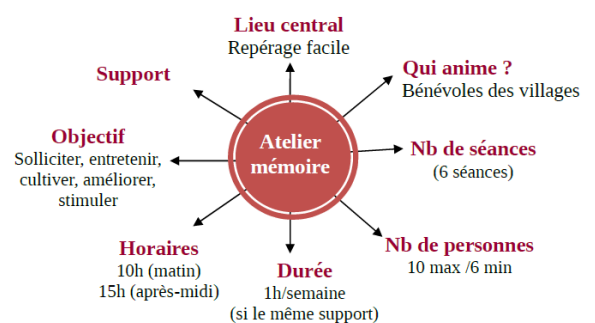 Lieu central
Repérage facile
Qui anime ?
Bénévoles des villages
Support
Atelier
mémoire
Objectif
Solliciter, entretenir,
cultiver, améliorer,
stimuler
Nb de séances
(6 séances)
Horaires
10h (matin)
15h (après-midi)
Durée
1h/semaine
(si le même support)
Nb de personnes
10 max /6 min